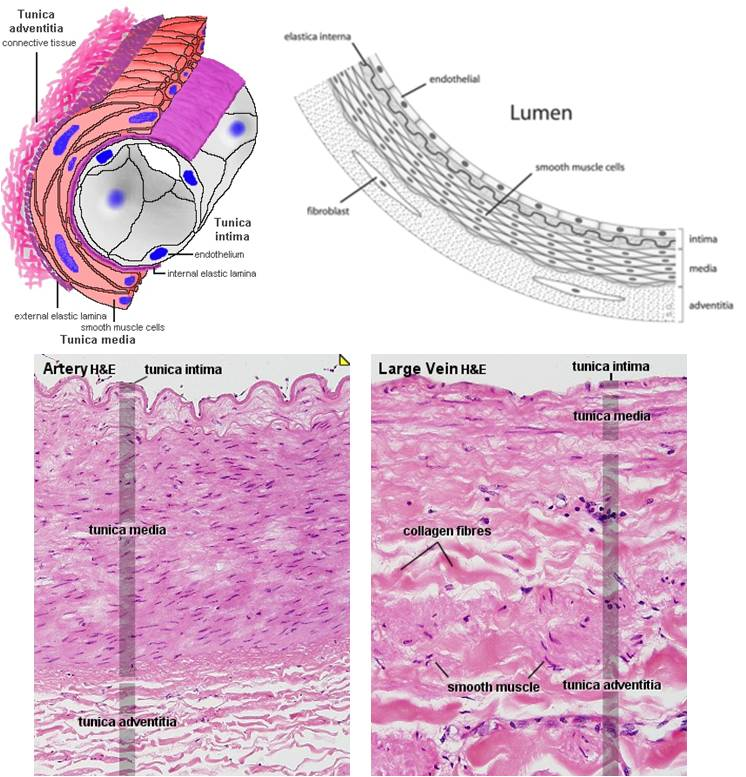 Tunica
adventitia
connective tissue
Tunica
intima
endothelium
internal elastic lamina
external elastic lamina
smooth muscle cells
Tunica media
elastica interna
endothelial
Lumen
smooth muscle cells
fibroblast
intima
media
adventitia
Artery H&E
tunica intima
tunica media
tunica adventitia
Large Vein H&E
tunica intima
tunica media
collagen fibres
smooth muscle
tunica adventitia